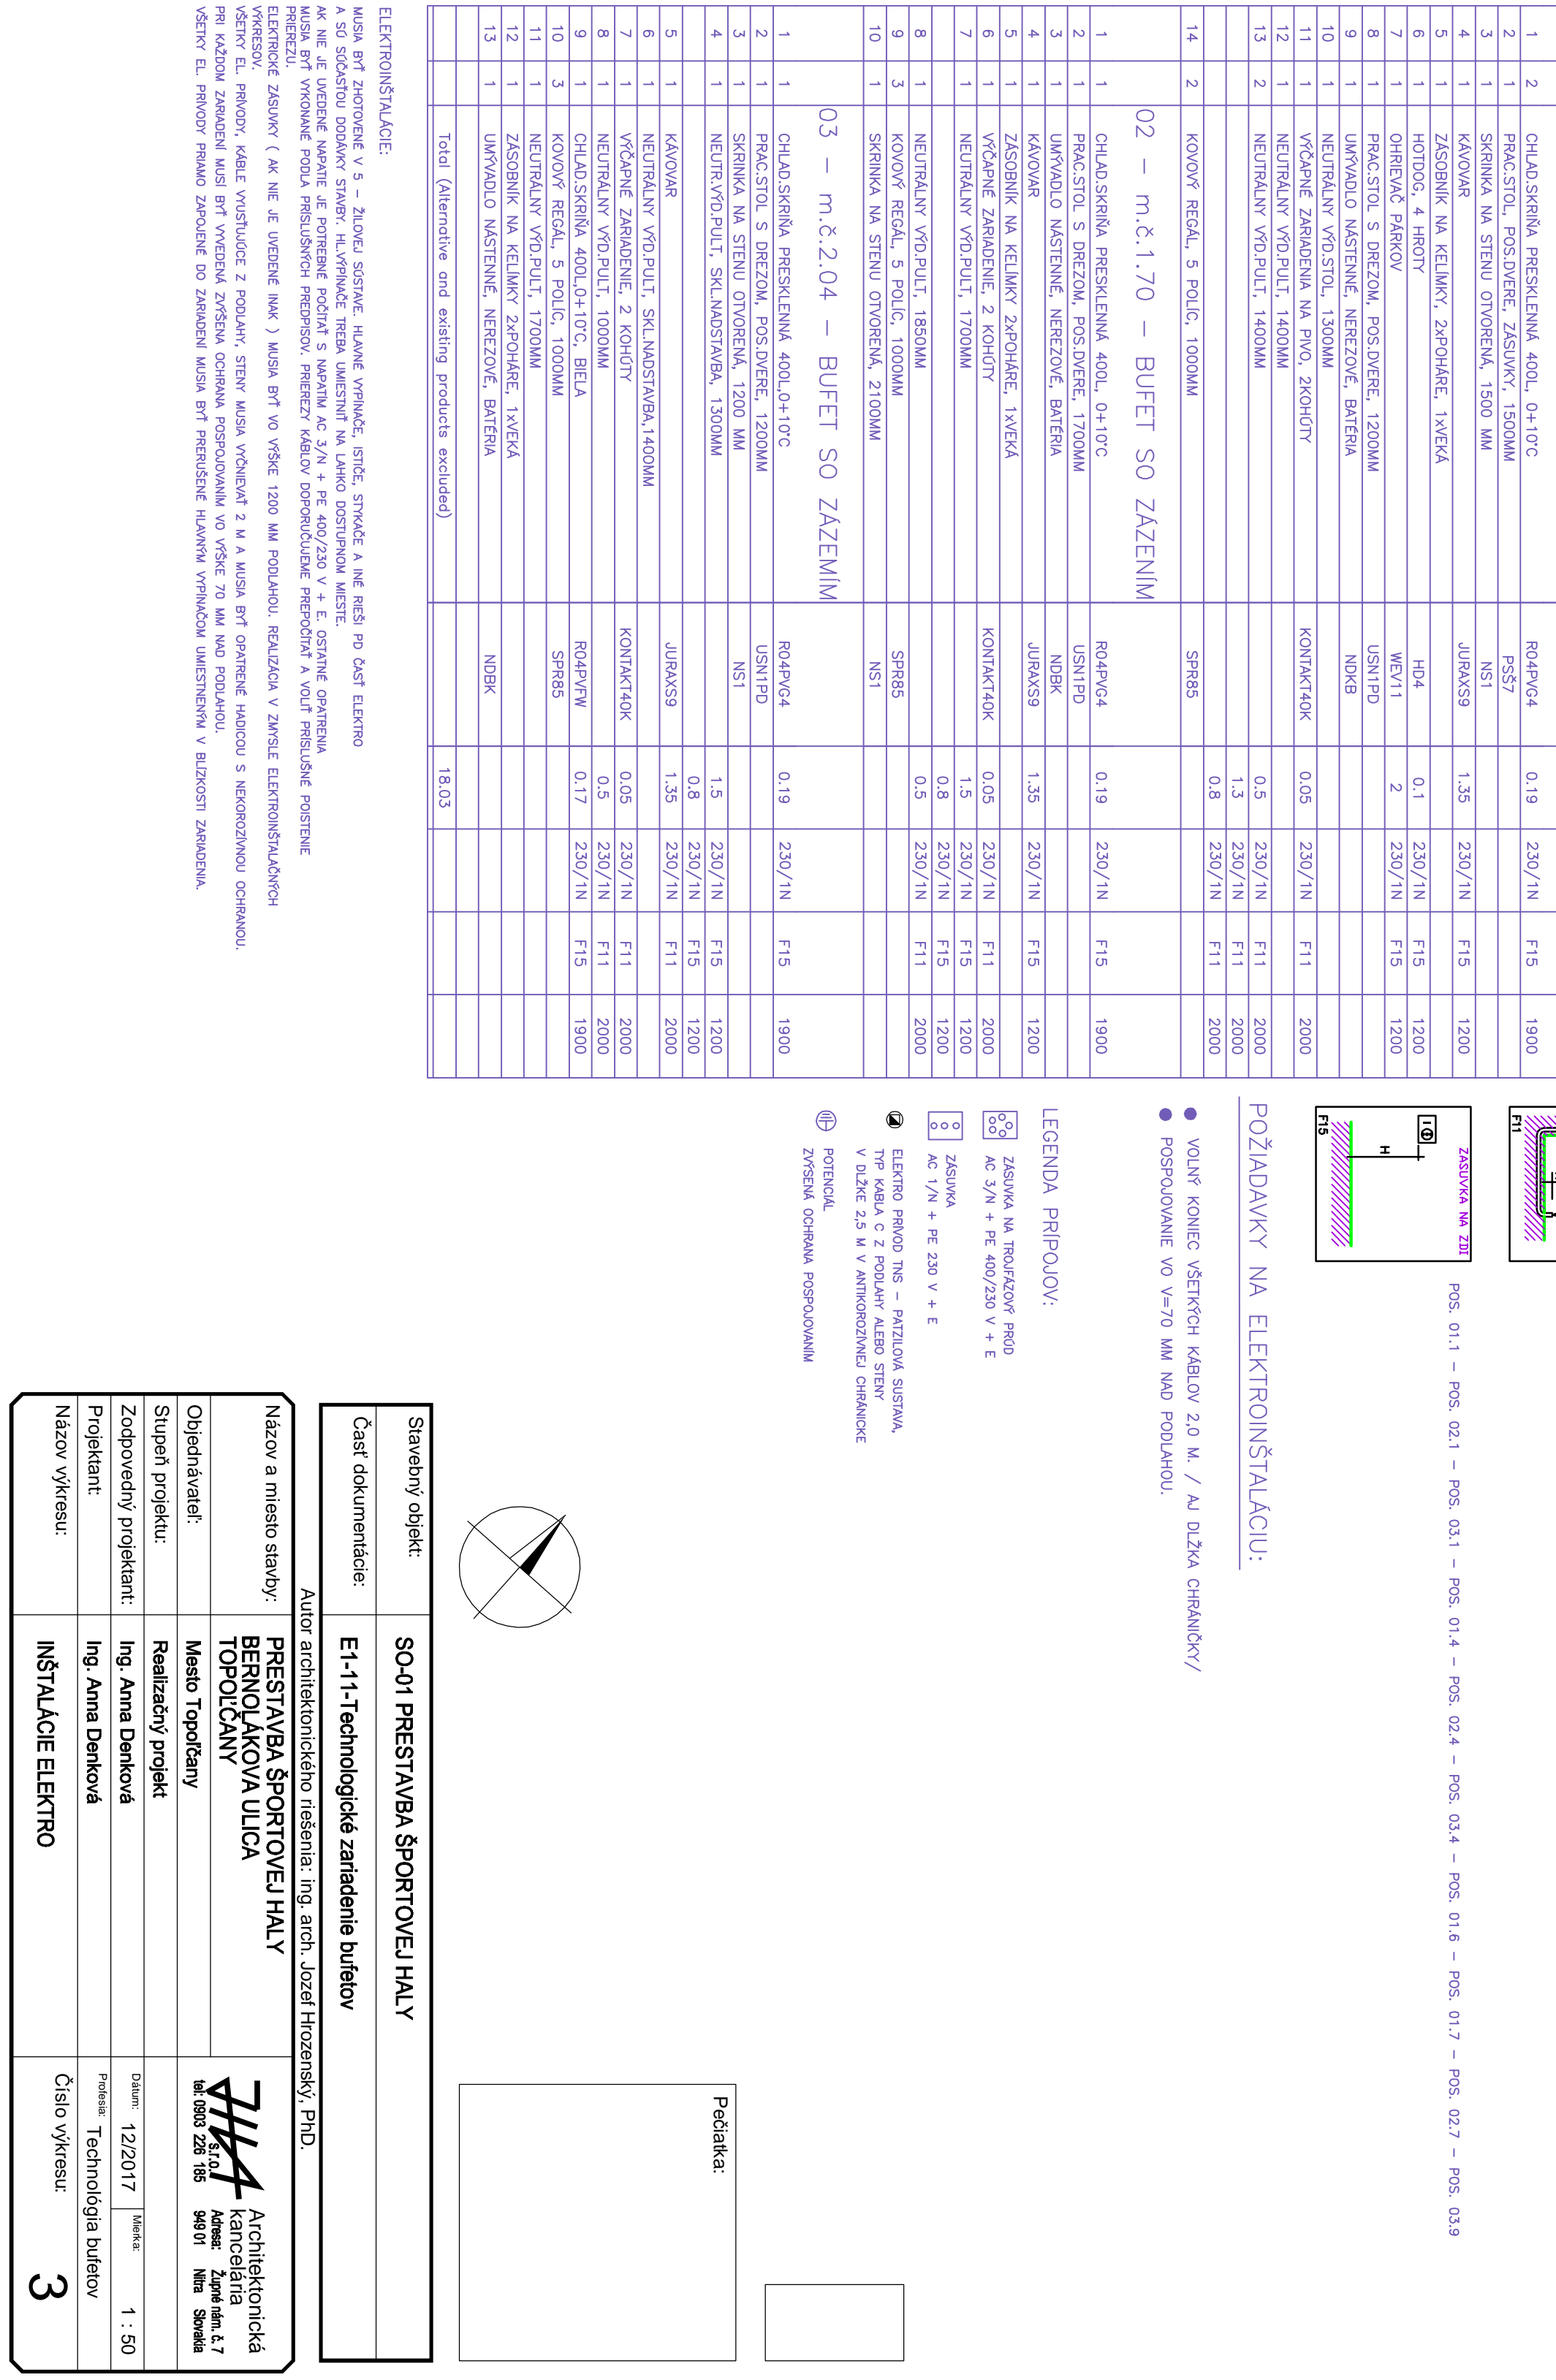 1 2 CHLAD.SKRIŇA PRESKLENNÁ 400L, 0+10°C R04PVG4 0.19 230/1N F15 1900
2 1 PRAC.STOL, POS.DVERE, ZÁSUVKY, 1500MM PSŠ7
3 1 SKRINKA NA STENU OTVORENÁ, 1500 MM NS1
4 1 KÁVOVAR JURAXS9 1.35 230/1N F15 1200
5 1 ZÁSOBNÍK NA KELÍMKY, 2xPOHÁRE, 1xVEKÁ
6 1 HOTDOG, 4 HROTY HD4 0.1 230/1N F15 1200
7 1 OHRIEVAČ PÁRKOV WEV11 2 230/1N F15 1200
8 1 PRAC.STOL S DREZOM, POS.DVERE, 1200MM USN1PD
9 1 UMÝVADLO NÁSTENNÉ, NEREZOVÉ, BATÉRIA NDKB
10 1 NEUTRÁLNY VÝD.STOL, 1300MM
11 1 VÝČAPNÉ ZARIADENIA NA PIVO, 2KOHÚTY KONTAKT40K 0.05 230/1N F11 2000
12 1 NEUTRÁLNY VÝD.PULT, 1400MM
13 2 NEUTRÁLNY VÝD.PULT, 1400MM 0.5 230/1N F11 2000
1.3 230/1N F11 2000
0.8 230/1N F11 2000
14 2 KOVOVÝ REGÁL, 5 POLÍC, 1000MM SPR85
02 – m.č.1.70 – BUFET SO ZÁZENÍM
1 1 CHLAD.SKRIŇA PRESKLENNÁ 400L, 0+10°C R04PVG4 0.19 230/1N F15 1900
2 1 PRAC.STOL S DREZOM, POS.DVERE, 1700MM USN1PD
3 1 UMÝVADLO NÁSTENNÉ, NEREZOVÉ, BATÉRIA NDBK
4 1 KÁVOVAR JURAXS9 1.35 230/1N F15 1200
5 1 ZÁSOBNÍK NA KELÍMKY 2xPOHÁRE, 1xVEKÁ
6 1 VÝČAPNÉ ZARIADENIE, 2 KOHÚTY KONTAKT40K 0.05 230/1N F11 2000
7 1 NEUTRÁLNY VÝD.PULT, 1700MM 1.5 230/1N F15 1200
0.8 230/1N F15 1200
8 1 NEUTRÁLNY VÝD.PULT, 1850MM 0.5 230/1N F11 2000
9 3 KOVOVÝ REGÁL, 5 POLÍC, 1000MM SPR85
10 1 SKRINKA NA STENU OTVORENÁ, 2100MM NS1
03 – m.č.2.04 – BUFET SO ZÁZEMÍM
1 1 CHLAD.SKRIŇA PRESKLENNÁ 400L,0+10°C R04PVG4 0.19 230/1N F15 1900
2 1 PRAC.STOL S DREZOM, POS.DVERE, 1200MM USN1PD
3 1 SKRINKA NA STENU OTVORENÁ, 1200 MM NS1
4 1 NEUTR.VÝD.PULT, SKL.NADSTAVBA, 1300MM 1.5 230/1N F15 1200
0.8 230/1N F15 1200
5 1 KÁVOVAR JURAXS9 1.35 230/1N F11 2000
6 1 NEUTRÁLNY VÝD.PULT, SKL.NADSTAVBA,1400MM
7 1 VÝČAPNÉ ZARIADENIE, 2 KOHÚTY KONTAKT40K 0.05 230/1N F11 2000
8 1 NEUTRÁLNY VÝD.PULT, 1000MM 0.5 230/1N F11 2000
9 1 CHLAD.SKRIŇA 400L,0+10°C, BIELA R04PVFW 0.17 230/1N F15 1900
10 3 KOVOVÝ REGÁL, 5 POLÍC, 1000MM SPR85
11 1 NEUTRÁLNY VÝD.PULT, 1700MM
12 1 ZÁSOBNÍK NA KELÍMKY 2xPOHÁRE, 1xVEKÁ
13 1 UMÝVADLO NÁSTENNÉ, NEREZOVÉ, BATÉRIA NDBK
Total (Alternative and existing products excluded) 18.03
ELEKTROINŠTALÁCIE:
MUSIA BYŤ ZHOTOVENÉ V 5 – ŽILOVEJ SÚSTAVE. HLAVNÉ VYPÍNAČE, ISTIČE, STYKAČE A INÉ RIEŠI PD ČASŤ ELEKTRO
A SÚ SÚČASŤOU DODÁVKY STAVBY. HL.VÝPÍNAČE TREBA UMIESTNIŤ NA LAHKO DOSTUPNOM MIESTE.
AK NIE JE UVEDENÉ NAPATIE JE POTREBNÉ POČÍTAŤ S NAPATÍM AC 3/N + PE 400/230 V + E. OSTATNÉ OPATRENIA
MUSIA BYŤ VYKONANÉ PODLA PRÍSLUŠNÝCH PREDPISOV. PRIEREZY KÁBLOV DOPORUČUJEME PREPOČÍTAŤ A VOLIŤ PRÍSLUŠNÉ POISTENIE
PRIEREZU.
ELEKTRICKÉ ZÁSUVKY ( AK NIE JE UVEDENÉ INAK ) MUSIA BYŤ VO VÝŠKE 1200 MM PODLAHOU. REALIZÁCIA V ZMYSLE ELEKTROINŠTALAČNÝCH
VÝKRESOV.
VŠETKY EL. PRÍVODY, KÁBLE VYUSŤUJÚCE Z PODLAHY, STENY MUSIA VYČNIEVAŤ 2 M A MUSIA BYŤ OPATRENÉ HADICOU S NEKOROZÍVNOU OCHRANOU.
PRI KAŽDOM ZARIADENÍ MUSÍ BYŤ VYVEDENÁ ZVÝŠENA OCHRANA POSPOJOVANÍM VO VÝŠKE 70 MM NAD PODLAHOU.
VŠETKY EL. PRÍVODY PRIAMO ZAPOJENÉ DO ZARIADENÍ MUSIA BYŤ PRERUŠENÉ HLAVNÝM VYPÍNAČOM UMIESTNENÝM V BLÍZKOSTI ZARIADENIA.
F11
ZASUVKA NA ZDI
H
F15
POS. 01.1 – POS. 02.1 – POS. 03.1 – POS. 01.4 – POS. 02.4 – POS. 03.4 – POS. 01.6 – POS. 01.7 – POS. 02.7 – POS. 03.9
POŽIADAVKY NA ELEKTROINŠTALÁCIU:
● VOLNÝ KONIEC VŠETKÝCH KÁBLOV 2,0 M. / AJ DLŽKA CHRÁNIČKY/
● POSPOJOVANIE VO V=70 MM NAD PODLAHOU.
LEGENDA PRÍPOJOV:
ZÁSUVKA NA TROJFÁZOVÝ PRÚD
AC 3/N + PE 400/230 V + E
ZÁSUVKA
AC 1/N + PE 230 V + E
ELEKTRO PRÍVOD TNS – PATZILOVÁ SUSTAVA,
TYP KABLA C Z PODLAHY ALEBO STENY
V DLŽKE 2,5 M V ANTIKOROZÍVNEJ CHRÁNICKE
POTENCIÁL
ZVÝSENÁ OCHRANA POSPOJOVANÍM
Pečiatka:
Stavebný objekt: SO-01 PRESTAVBA ŠPORTOVEJ HALY
Časť dokumentácie: E1-11-Technologické zariadenie bufetov
Autor architektonického riešenia: ing. arch. Jozef Hrozenský, PhD.
Názov a miesto stavby: PRESTAVBA ŠPORTOVEJ HALY
BERNOLÁKOVA ULICA
TOPOĽČANY
Objednávateľ: Mesto Topoľčany
Stupeň projektu: Realizačný projekt
Zodpovedný projektant: Ing. Anna Denková
Projektant: Ing. Anna Denková
Názov výkresu: INŠTALÁCIE ELEKTRO
JHA s.r.o.
Architektonická
kancelária
Adresa: Župné nám. č. 7
tel: 0903 226 185 949 01 Nitra Slovakia
Dátum: 12/2017 Mierka: 1 : 50
Profesia: Technológia bufetov
Číslo výkresu: 3